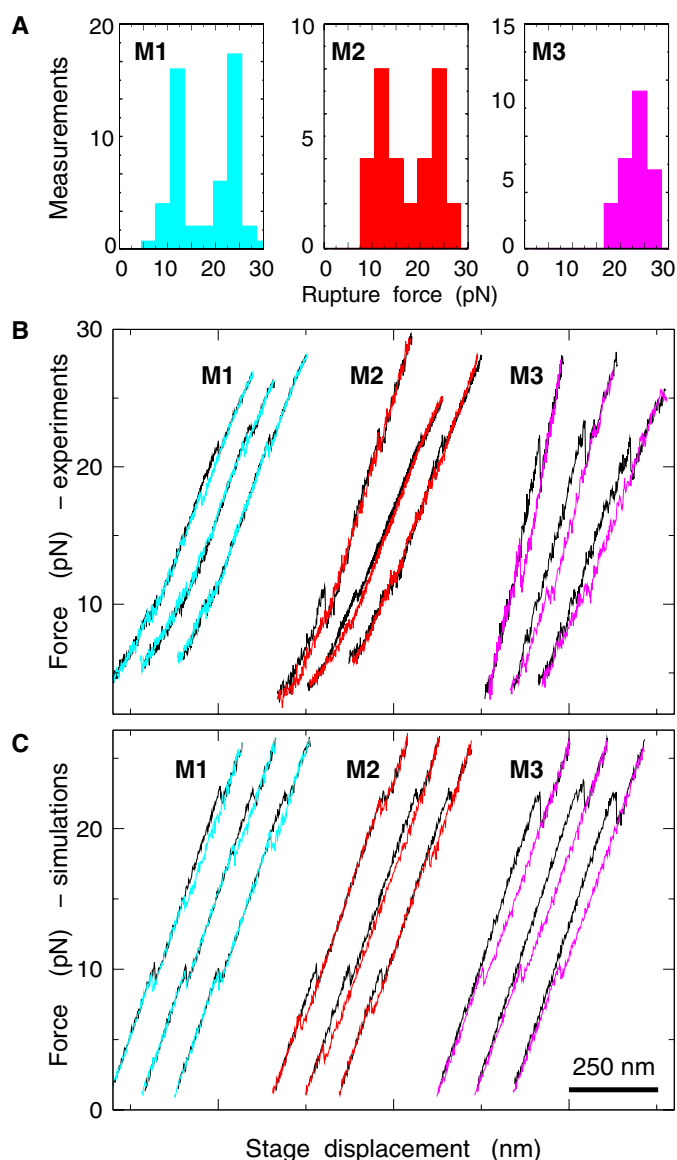 A
M1
M2
M3
20
10
0
10
5
0
15
10
5
0
Measurements
0 10 20 30
0 10 20 30
0 10 20 30
Rupture force (pN)
B
30
20
10
Force (pN) – experiments
M1
M2
M3
C
20
10
0
Force (pN) – simulations
M1
M2
M3
250 nm
Stage displacement (nm)